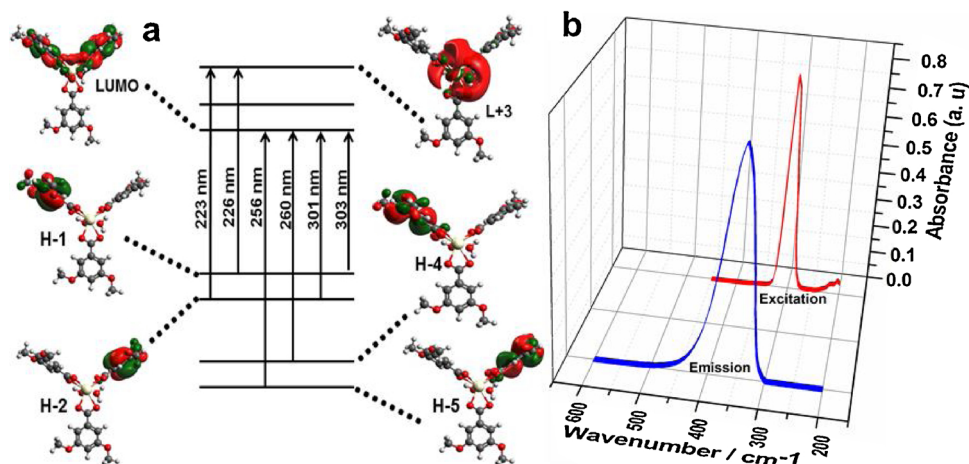 a
LUMO
L+3
223 nm
226 nm
256 nm
260 nm
301 nm
303 nm
H-1
H-4
H-2
H-5
b
0.8
0.7
0.6
0.5
0.4
0.3
0.2
0.1
0.0
Absorbance (a. u)
Excitation
Emission
600
500
400
300
200
Wavenumber / cm-1